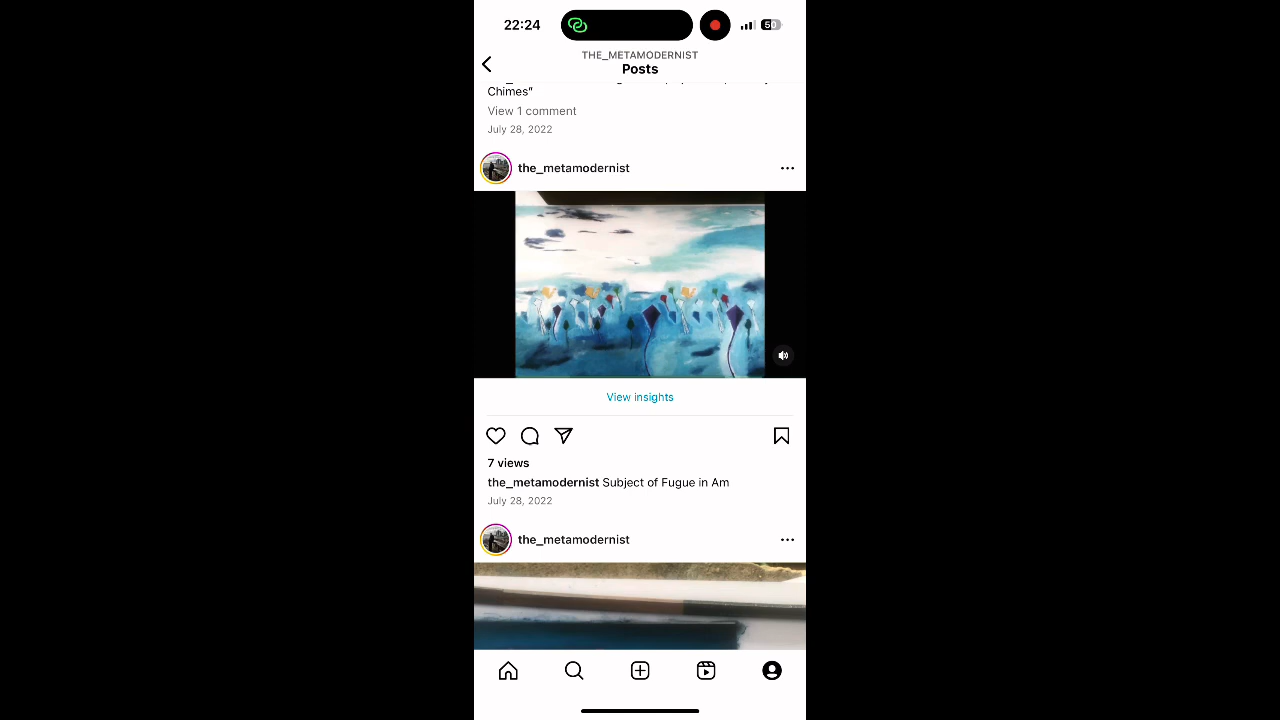 22:24
50
THE_METAMODERNIST
Posts
Chimes"
View 1 comment
July 28, 2022
the_metamodernist
View insights
7 views
the_metamodernist Subject of Fugue in Am
July 28, 2022
the_metamodernist